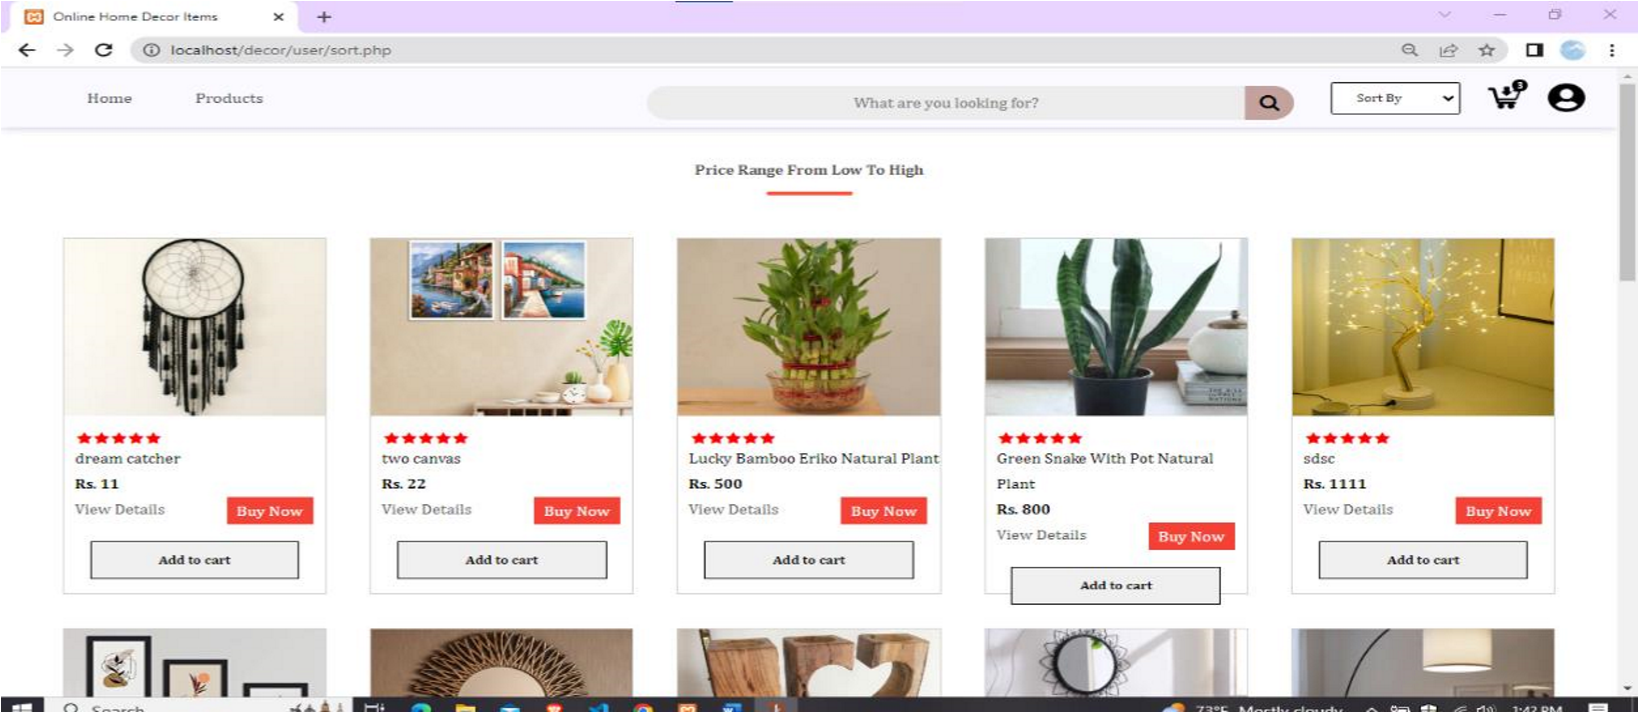 Online Home Decor Items
localhost/decor/user/sort.php
Home Products What are you looking for? Sort By 3
Price Range From Low To High
dream catcher
Rs. 11
View Details Buy Now
Add to cart
two canvas
Rs. 22
View Details Buy Now
Add to cart
Lucky Bamboo Eriko Natural Plant
Rs. 500
View Details Buy Now
Add to cart
Green Snake With Pot Natural
Plant
Rs. 800
View Details Buy Now
Add to cart
sdsc
Rs. 1111
View Details Buy Now
Add to cart
Search 73°F Mostly cloudy 1:42 PM